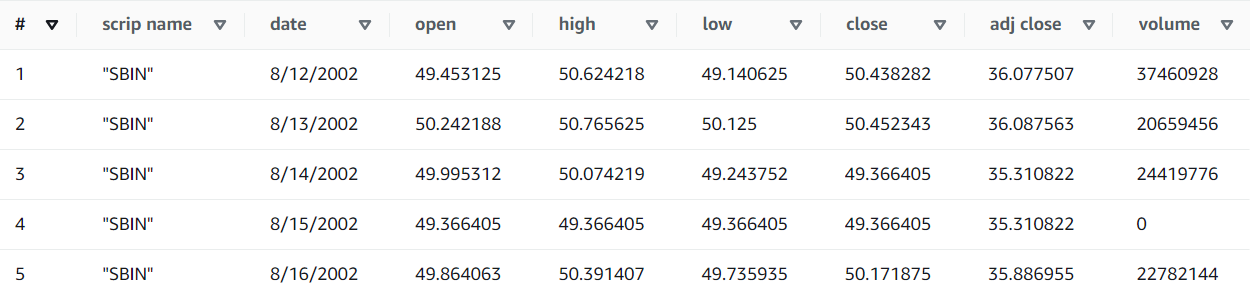 # scrip name date open high low close adj close volume
1 "SBIN" 8/12/2002 49.453125 50.624218 49.140625 50.438282 36.077507 37460928
2 "SBIN" 8/13/2002 50.242188 50.765625 50.125 50.452343 36.087563 20659456
3 "SBIN" 8/14/2002 49.995312 50.074219 49.243752 49.366405 35.310822 24419776
4 "SBIN" 8/15/2002 49.366405 49.366405 49.366405 49.366405 35.310822 0
5 "SBIN" 8/16/2002 49.864063 50.391407 49.735935 50.171875 35.886955 22782144